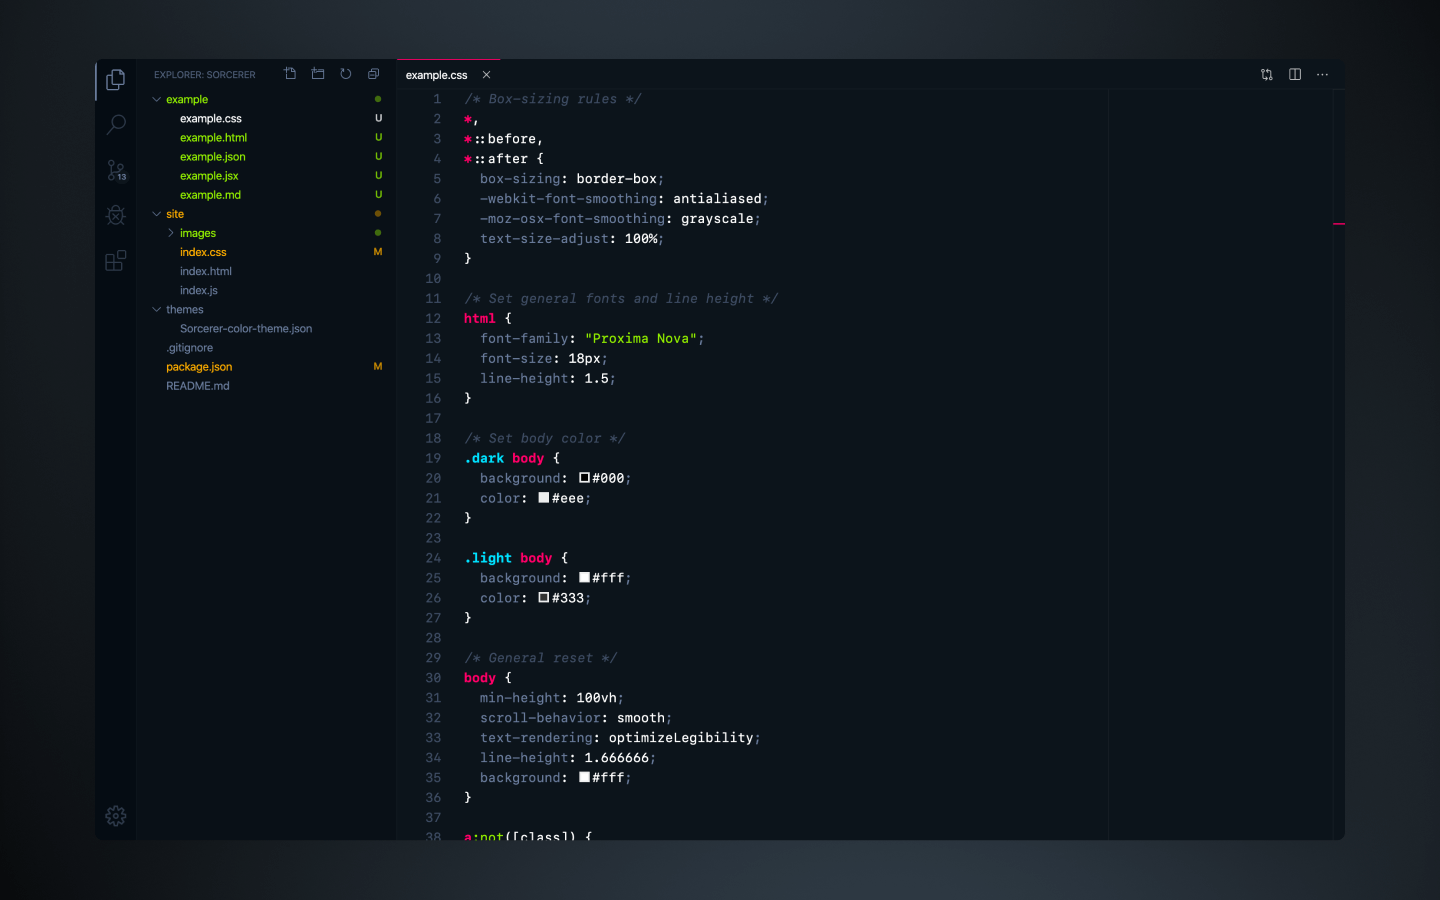 EXPLORER: SORCERER
example
example.css U
example.html U
example.json U
example.jsx U
example.md U
site
images
index.css M
index.html
index.js
themes
Sorcerer-color-theme.json
.gitignore
package.json M
README.md
13
example.css
1 /* Box-sizing rules */
2 *,
3 *::before,
4 *::after {
5 box-sizing: border-box;
6 -webkit-font-smoothing: antialiased;
7 -moz-osx-font-smoothing: grayscale;
8 text-size-adjust: 100%;
9 }
10
11 /* Set general fonts and line height */
12 html {
13 font-family: "Proxima Nova";
14 font-size: 18px;
15 line-height: 1.5;
16 }
17
18 /* Set body color */
19 .dark body {
20 background: #000;
21 color: #eee;
22 }
23
24 .light body {
25 background: #fff;
26 color: #333;
27 }
28
29 /* General reset */
30 body {
31 min-height: 100vh;
32 scroll-behavior: smooth;
33 text-rendering: optimizeLegibility;
34 line-height: 1.666666;
35 background: #fff;
36 }
37
38 a:not([class]) {